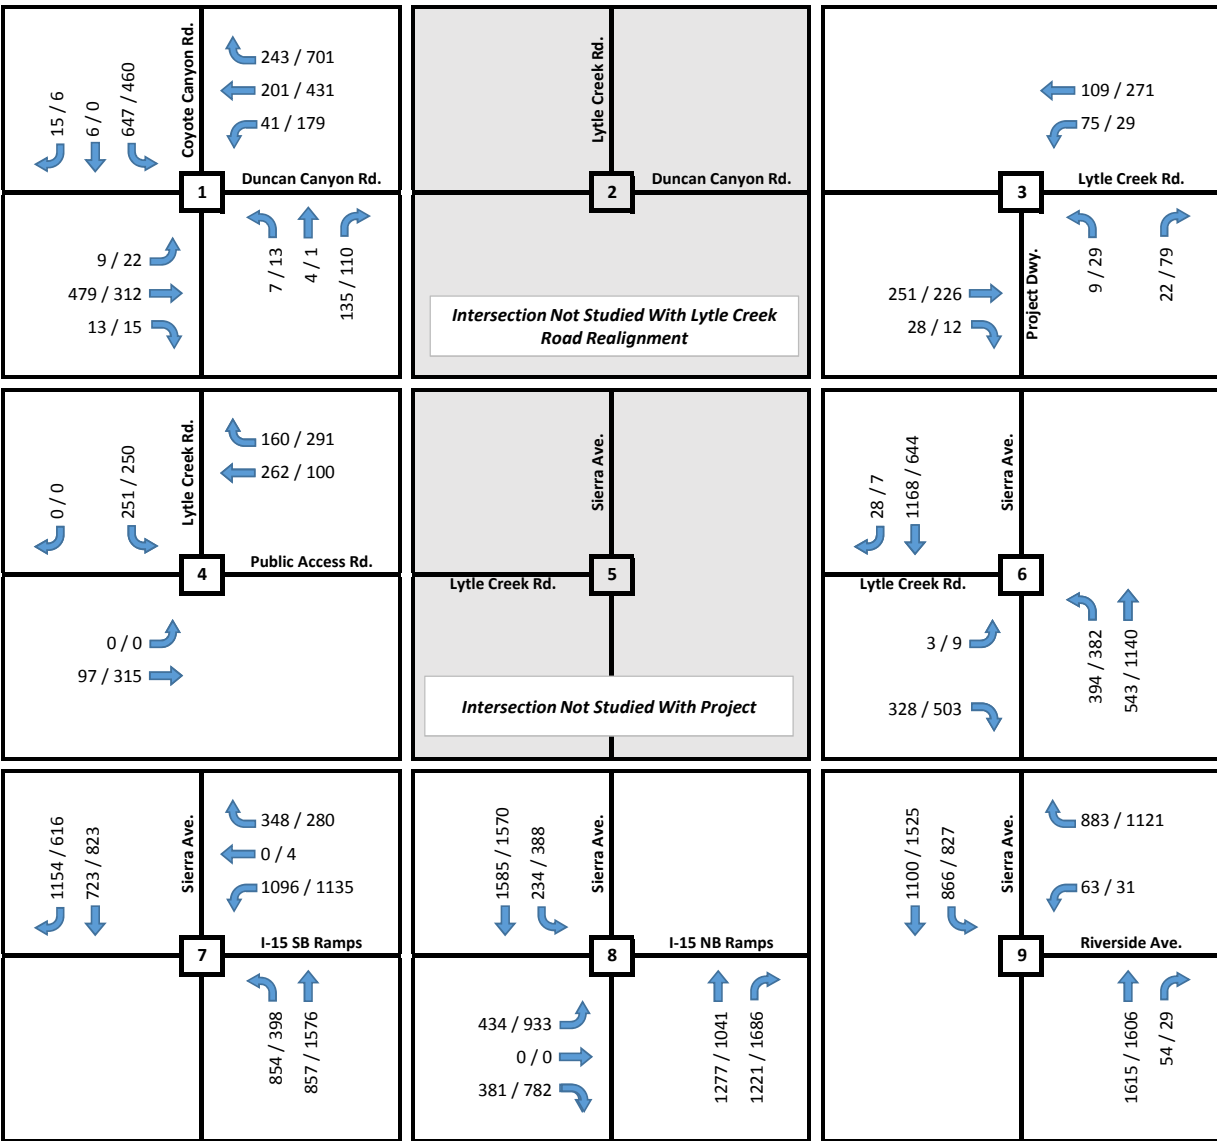 15 / 6
6 / 0
647 / 460
Coyote Canyon Rd.
243 / 701
201 / 431
41 / 179
Duncan Canyon Rd.
1
9 / 22
479 / 312
13 / 15
7 / 13
4 / 1
135 / 110
Lytle Creek Rd.
Duncan Canyon Rd.
2
Intersection Not Studied With Lytle Creek
Road Realignment
109 / 271
75 / 29
3
Lytle Creek Rd.
251 / 226
28 / 12
Project Dwy.
9 / 29
22 / 79
0 / 0
251 / 250
Lytle Creek Rd.
160 / 291
262 / 100
Public Access Rd.
4
0 / 0
97 / 315
Sierra Ave.
Lytle Creek Rd.
5
Intersection Not Studied With Project
28 / 7
1168 / 644
Sierra Ave.
Lytle Creek Rd.
6
3 / 9
328 / 503
394 / 382
543 / 1140
1154 / 616
723 / 823
Sierra Ave.
348 / 280
0 / 4
1096 / 1135
I-15 SB Ramps
7
854 / 398
857 / 1576
1585 / 1570
234 / 388
Sierra Ave.
I-15 NB Ramps
8
434 / 933
0 / 0
381 / 782
1277 / 1041
1221 / 1686
1100 / 1525
866 / 827
Sierra Ave.
883 / 1121
63 / 31
Riverside Ave.
9
1615 / 1606
54 / 29